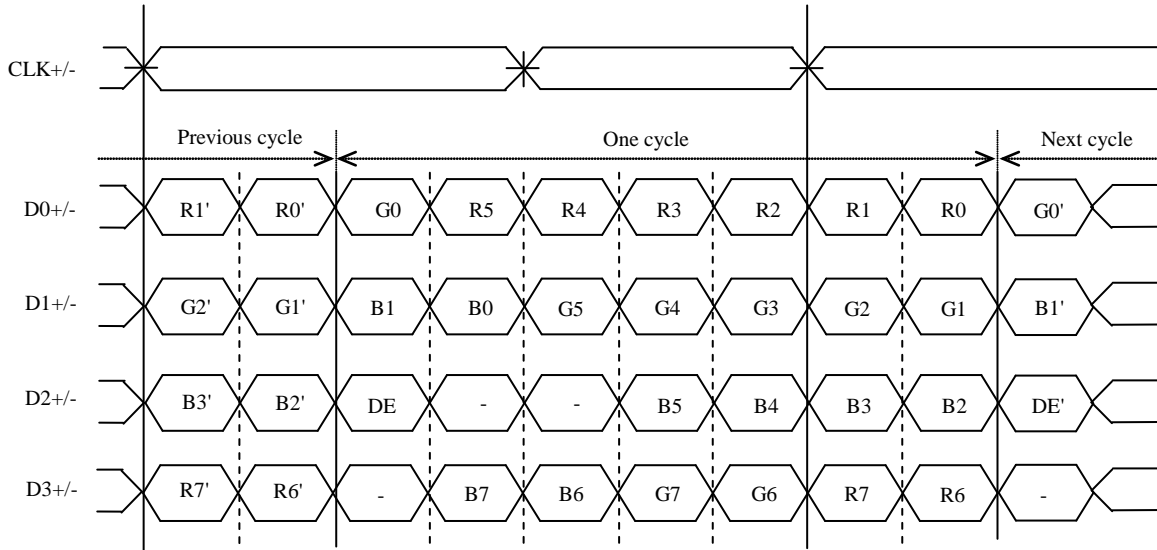 CLK+/-
Previous cycle One cycle Next cycle
D0+/- R1' R0' G0 R5 R4 R3 R2 R1 R0 G0'
D1+/- G2' G1' B1 B0 G5 G4 G3 G2 G1 B1'
D2+/- B3' B2' DE - - B5 B4 B3 B2 DE'
D3+/- R7' R6' - B7 B6 G7 G6 R7 R6 -